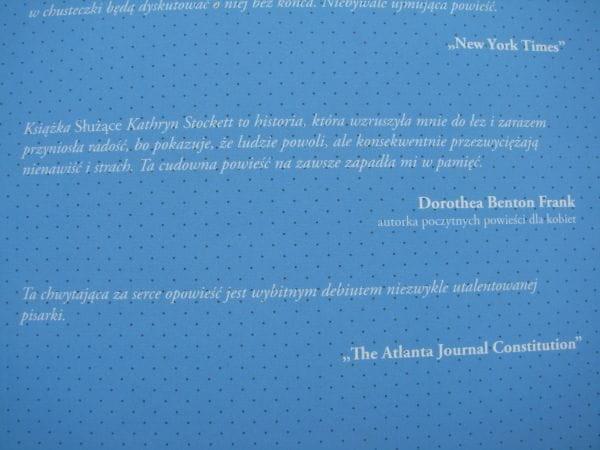 w chusteczki będą dyskutować o niej bez końca. Niebywale ujmująca powieść.
„New York Times”
Książka Służące Kathryn Stockett to historia, która wzruszyła mnie do łez i zarazem
przyniosła radość, bo pokazuje, że ludzie powoli, ale konsekwentnie przezwyciężają
nienawiść i strach. Ta cudowna powieść na zawsze zapadła mi w pamięć.
Dorothea Benton Frank
autorka poczytnych powieści dla kobiet
Ta chwytająca za serce opowieść jest wybitnym debiutem niezwykle utalentowanej
pisarki.
„The Atlanta Journal Constitution”